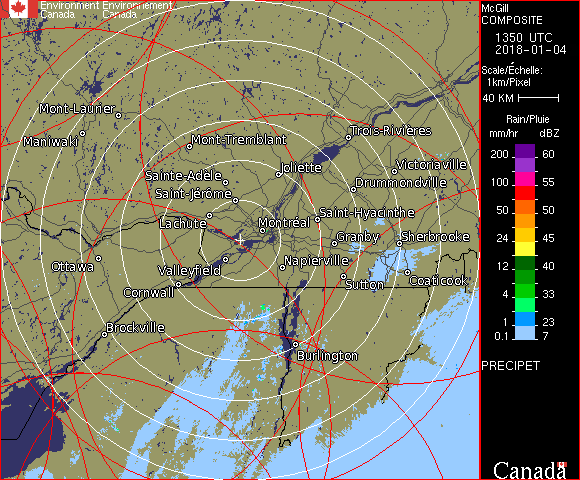 Environment Environnement
Canada Canada
McGill
COMPOSITE
1350 UTC
2018-01-04
Scale/Échelle:
1km/Pixel
40 KM
Rain/Pluie
mm/hr dBZ
200 60
55
100 55
50 50
24 45
12 40
4 33
1 23
0.1 7
PRECIPET
Canada
Mont-Laurier
Maniwaki
Mont-Tremblant
Trois-Rivières
Joliette
Victoriaville
Sainte-Adèle
Drummondville
Saint-Jérôme
Lachute
Saint-Hyacinthe
Montréal
Granby
Sherbrooke
Ottawa
Valleyfield
Napierville
Cornwall
Sutton
Coaticook
Brockville
Burlington